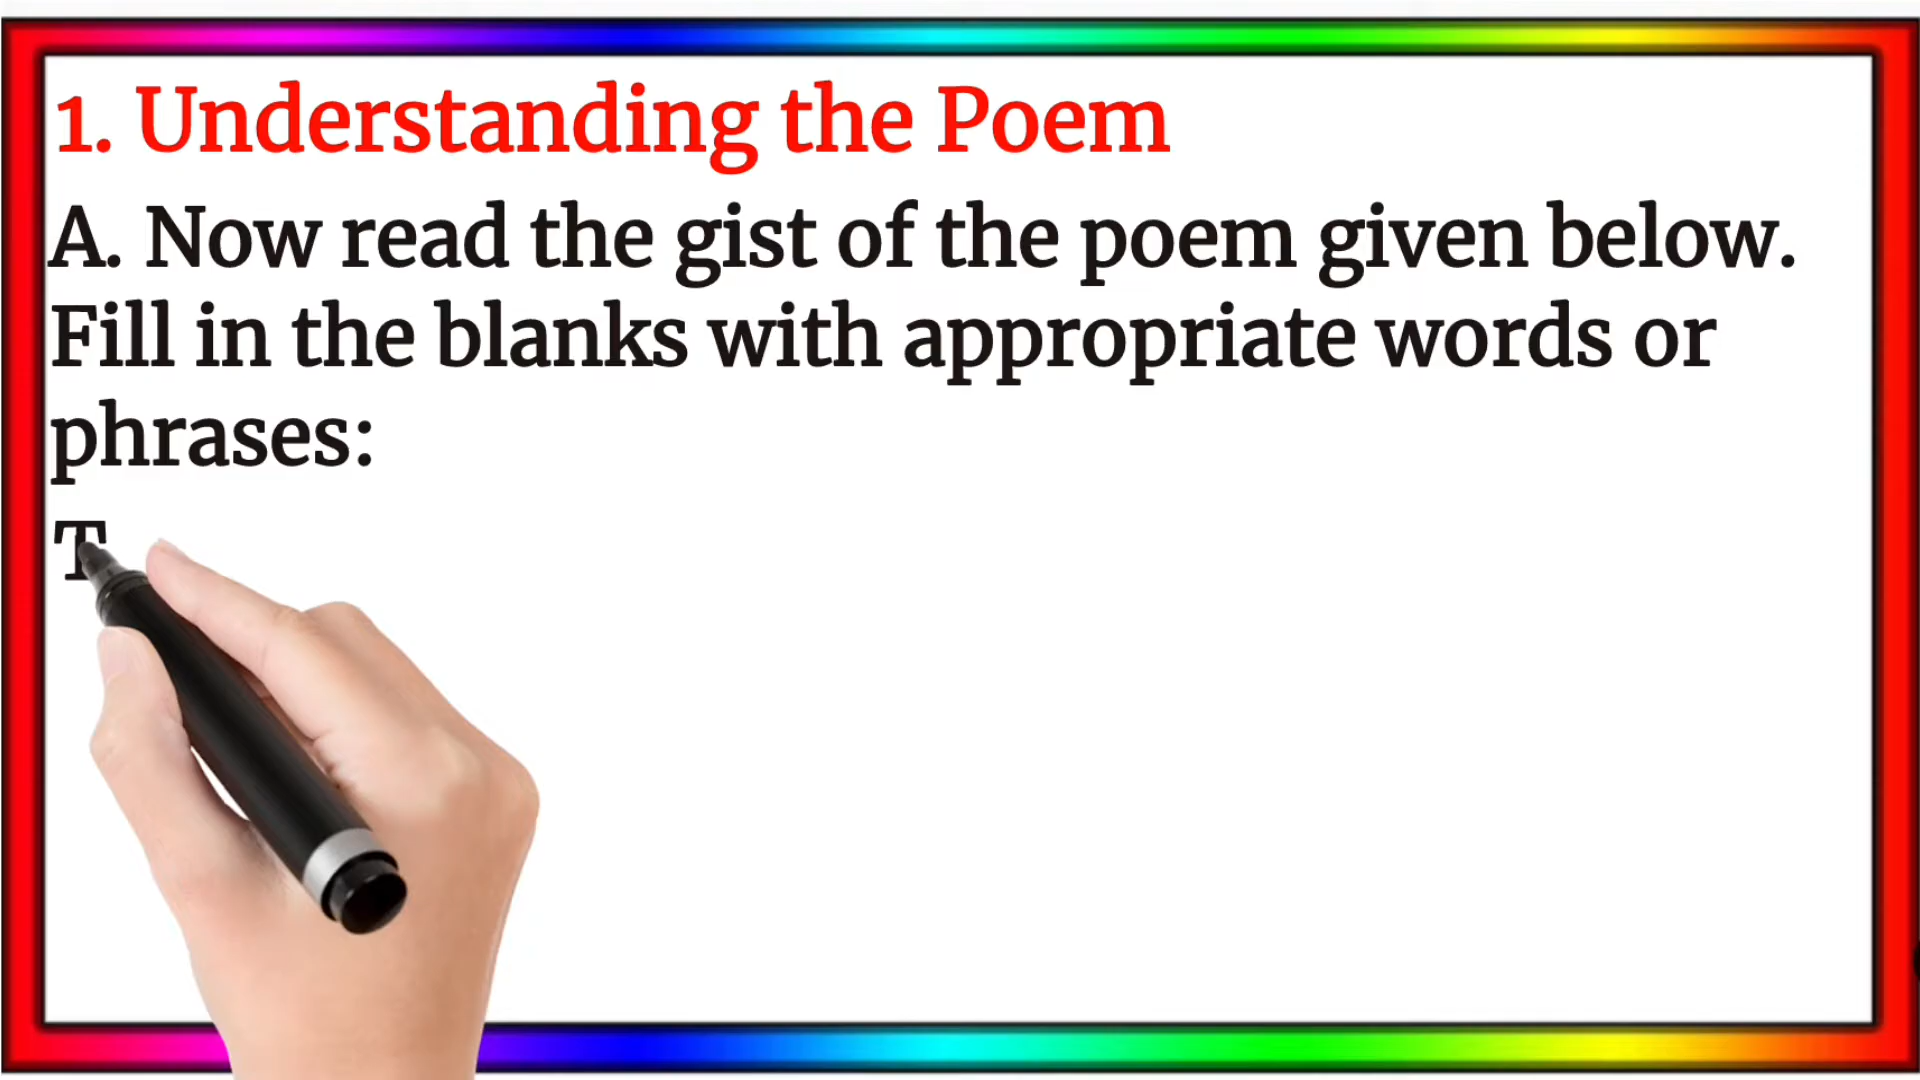 1. Understanding the Poem
A. Now read the gist of the poem given below.
Fill in the blanks with appropriate words or
phrases:
T